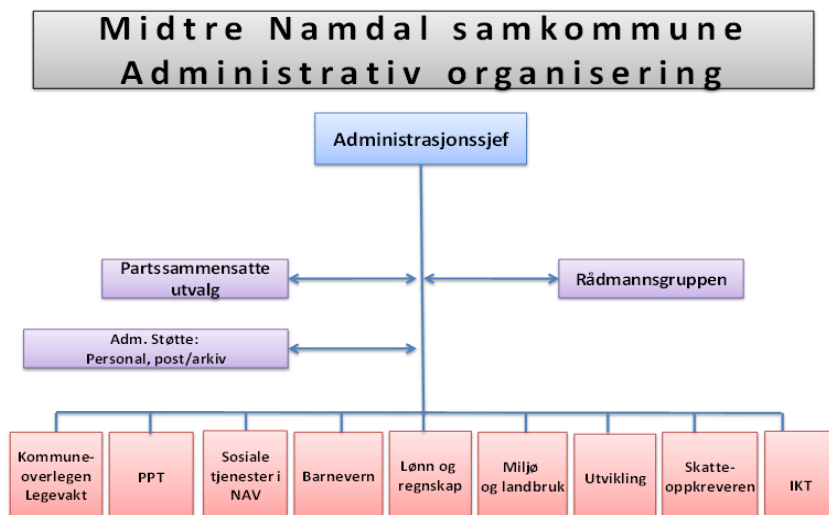 Midtre Namdal samkommune
Administrativ organisering
Administrasjonssjef
Partssammensatte
utvalg
Rådmannsgruppen
Adm. Støtte:
Personal, post/arkiv
Kommune-
overlegen
Legevakt
PPT
Sosiale
tjenester i
NAV
Barnevern
Lønn og
regnskap
Miljø
og landbruk
Utvikling
Skatte-
oppkreveren
IKT